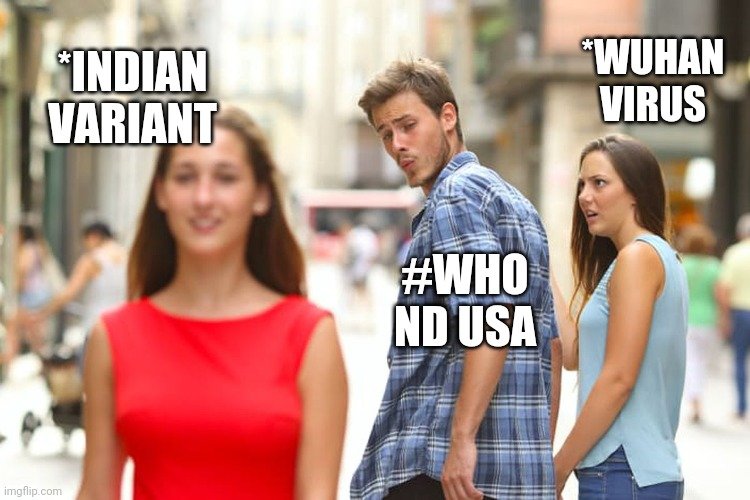 *INDIAN
VARIANT
*WUHAN
VIRUS
#WHO
ND USA
imgflip.com